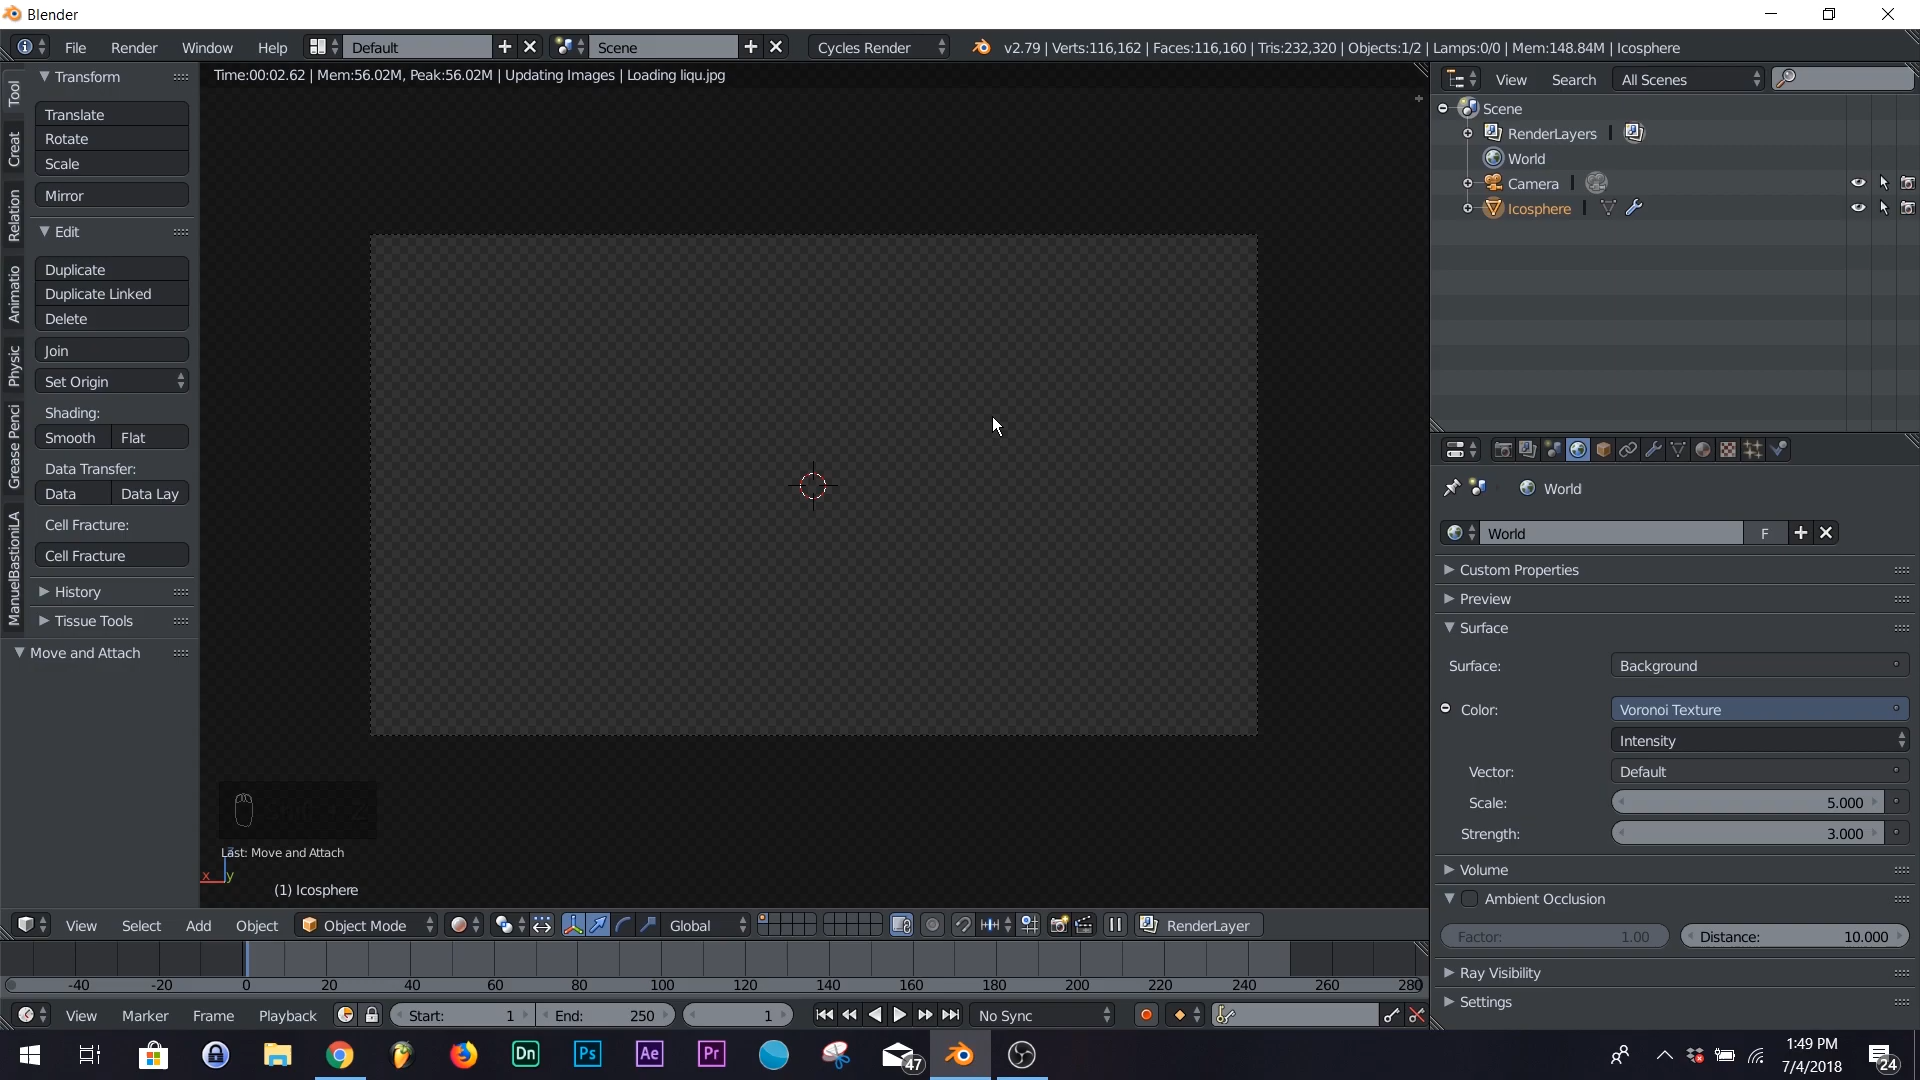 Blender
File Render Window Help Default Scene Cycles Render v2.79 | Verts:116,162 | Faces:116,160 | Tris:232,320 | Objects:1/2 | Lamps:0/0 | Mem:148.84M | Icosphere
Time:00:02.62 | Mem:56.02M, Peak:56.02M | Updating Images | Loading liqu.jpg
Tool
Creat
Relation
Animatio
Physic
Grease Penci
ManuelBastioniLA
Transform
Translate
Rotate
Scale
Mirror
Edit
Duplicate
Duplicate Linked
Delete
Join
Set Origin
Shading:
Smooth Flat
Data Transfer:
Data Data Lay
Cell Fracture:
Cell Fracture
History
Tissue Tools
Move and Attach
Last: Move and Attach
x y
(1) Icosphere
View Search All Scenes
Scene
RenderLayers
World
Camera
Icosphere
World
World F
Custom Properties
Preview
Surface
Surface: Background
Color: Voronoi Texture
Intensity
Vector: Default
Scale: 5.000
Strength: 3.000
Volume
Ambient Occlusion
Factor: 1.00 Distance: 10.000
Ray Visibility
Settings
View Select Add Object Object Mode Global RenderLayer
-40 -20 0 20 40 60 80 100 120 140 160 180 200 220 240 260 280
View Marker Frame Playback Start: 1 End: 250 1 No Sync
Dn Ps Ae Pr 47
1:49 PM
7/4/2018
24